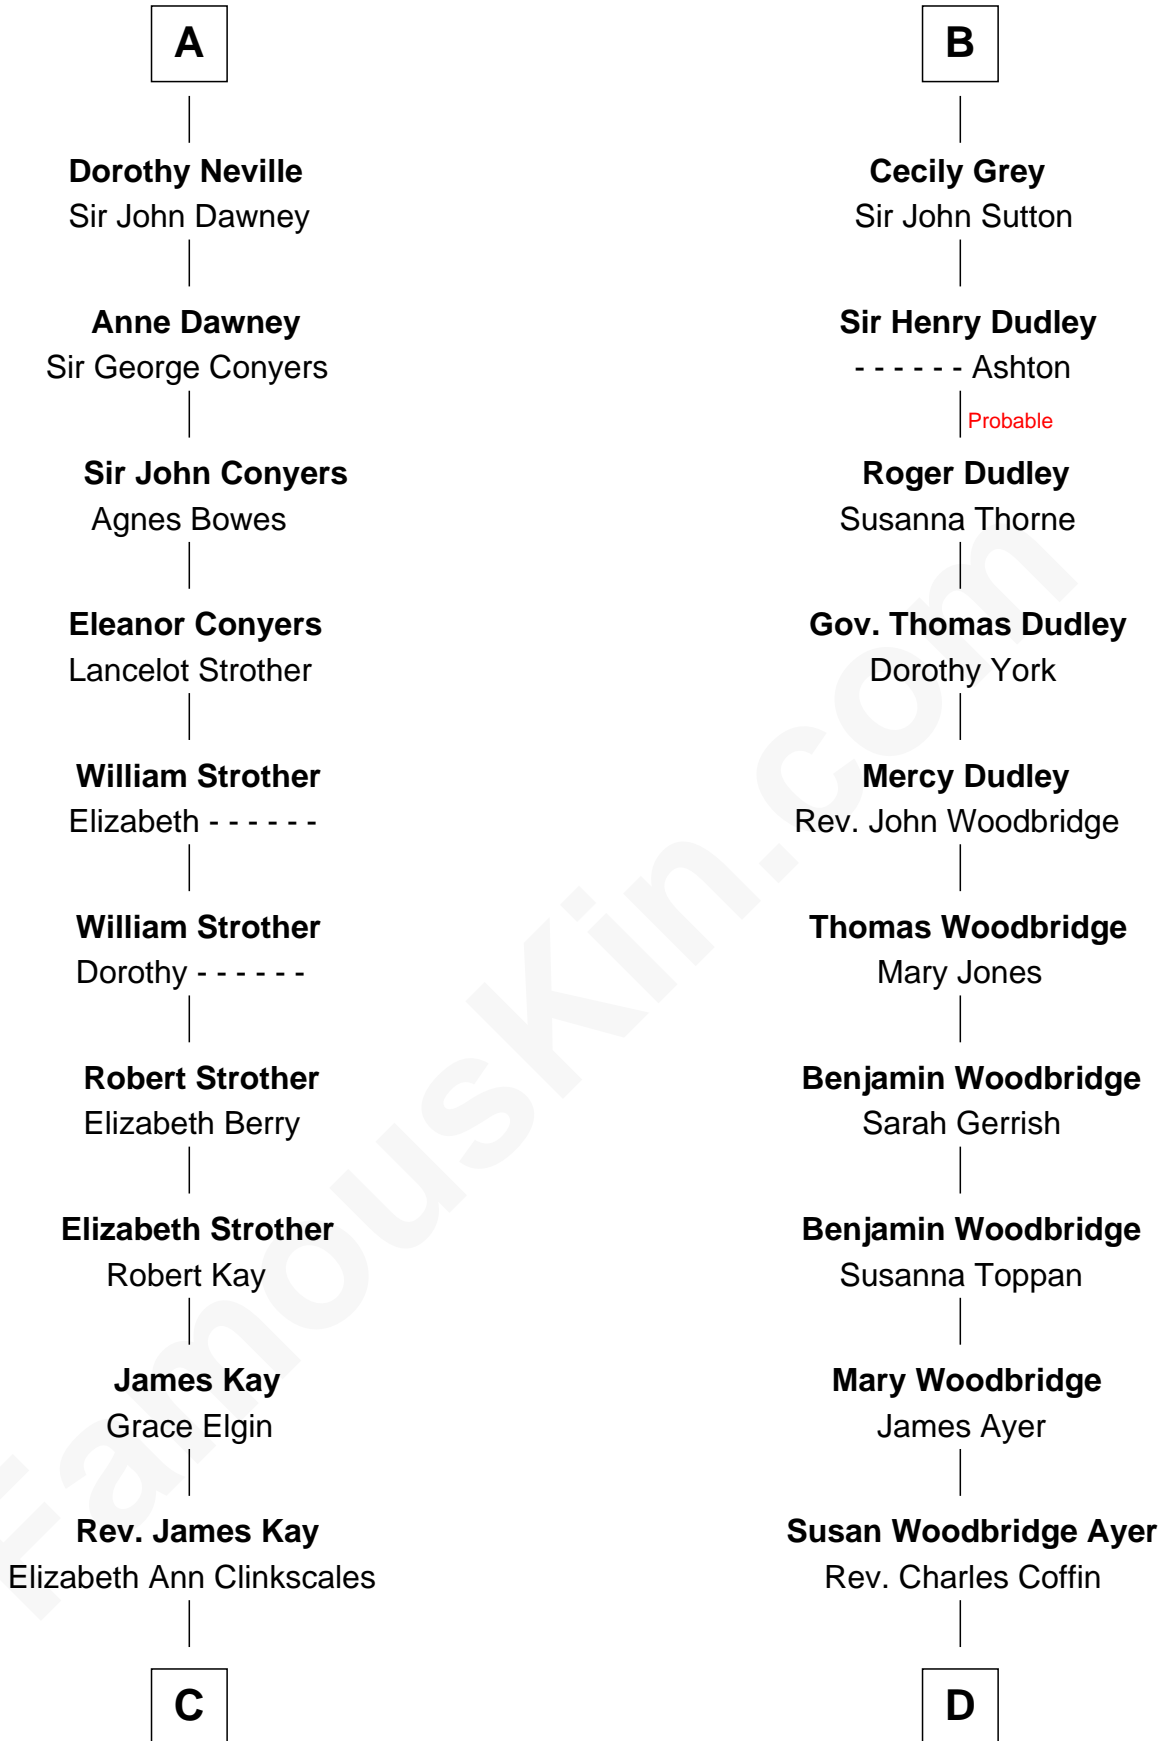 A
Dorothy Neville
Sir John Dawney
Anne Dawney
Sir George Conyers
Sir John Conyers
Agnes Bowes
Eleanor Conyers
Lancelot Strother
William Strother
Elizabeth - - - - - -
William Strother
Dorothy - - - - - -
Robert Strother
Elizabeth Berry
Elizabeth Strother
Robert Kay
James Kay
Grace Elgin
Rev. James Kay
Elizabeth Ann Clinkscales
C
B
Cecily Grey
Sir John Sutton
Sir Henry Dudley
- - - - - - Ashton
Probable
Roger Dudley
Susanna Thorne
Gov. Thomas Dudley
Dorothy York
Mercy Dudley
Rev. John Woodbridge
Thomas Woodbridge
Mary Jones
Benjamin Woodbridge
Sarah Gerrish
Benjamin Woodbridge
Susanna Toppan
Mary Woodbridge
James Ayer
Susan Woodbridge Ayer
Rev. Charles Coffin
D
FamousKin.com